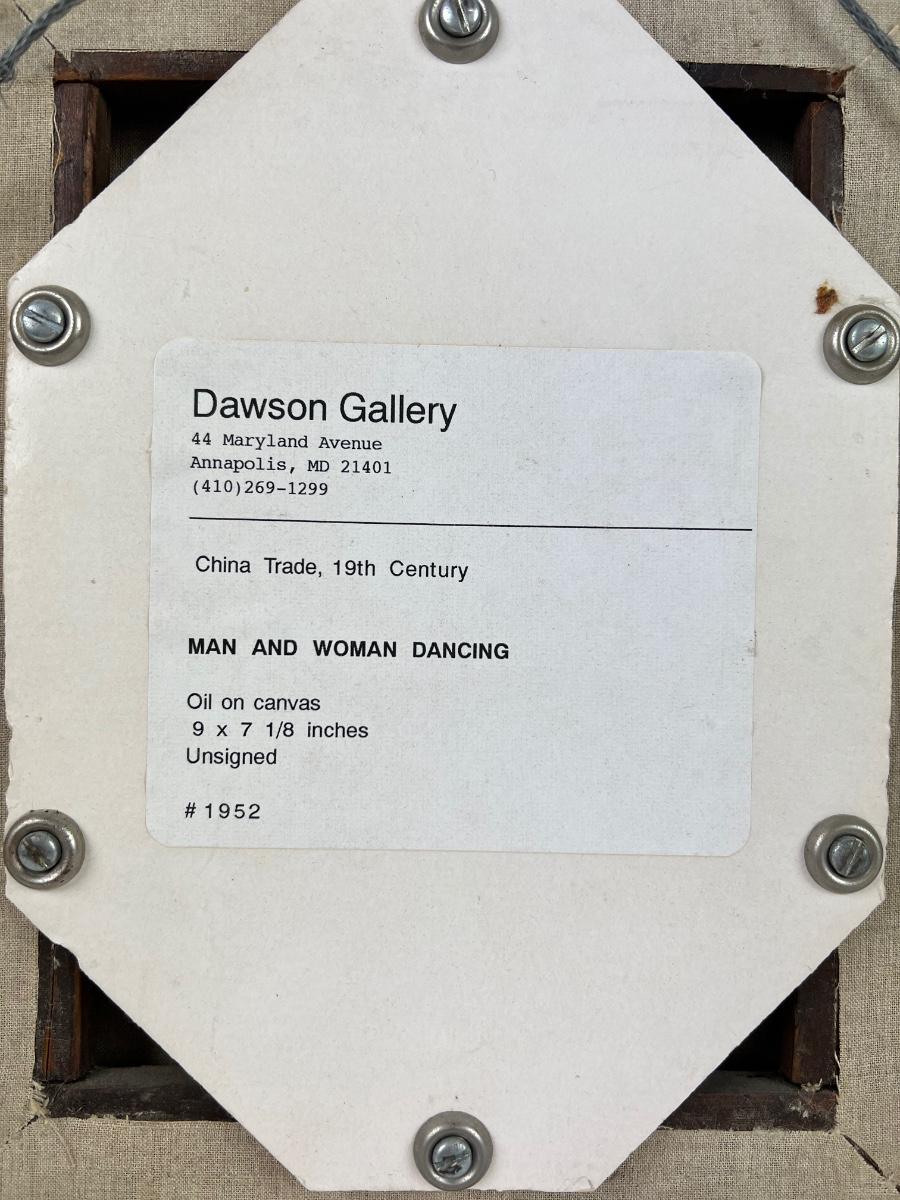 Dawson Gallery
44 Maryland Avenue
Annapolis, MD 21401
(410)269-1299
China Trade, 19th Century
MAN AND WOMAN DANCING
Oil on canvas
9 x 7 1/8 inches
Unsigned
# 1952